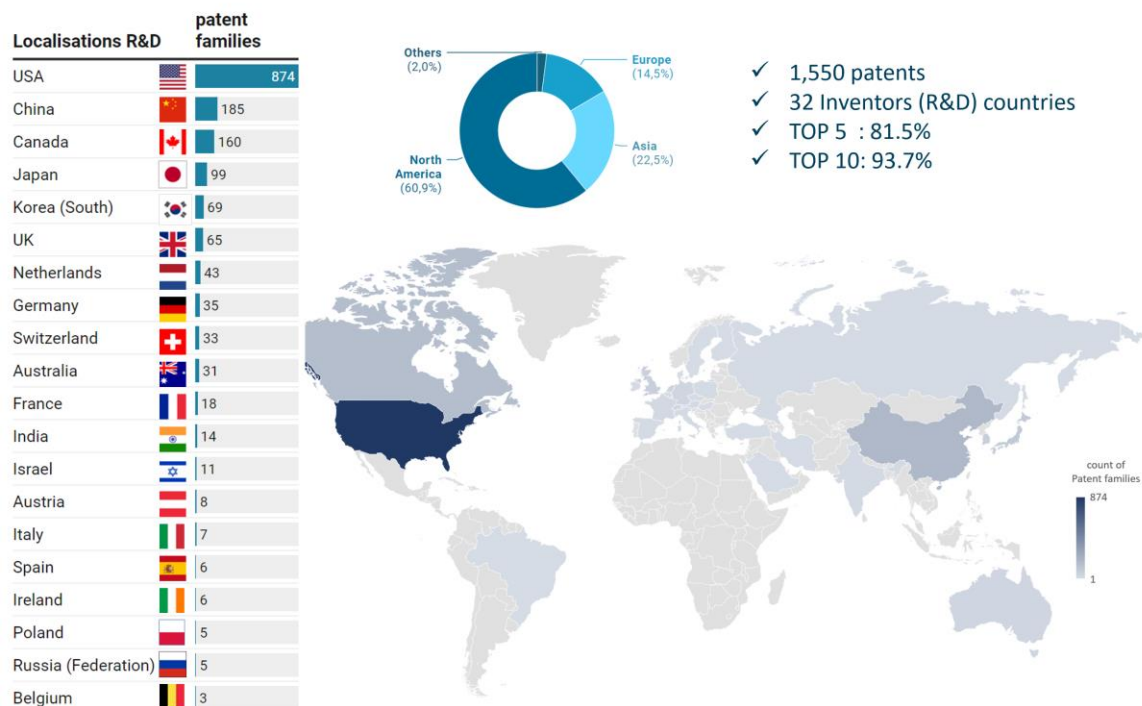 Localisations R&D patent families
USA 874
China 185
Canada 160
Japan 99
Korea (South) 69
UK 65
Netherlands 43
Germany 35
Switzerland 33
Australia 31
France 18
India 14
Israel 11
Austria 8
Italy 7
Spain 6
Ireland 6
Poland 5
Russia (Federation) 5
Belgium 3
Others
(2,0%)
Europe
(14,5%)
Asia
(22,5%)
North
America
(60,9%)
✓ 1,550 patents
✓ 32 Inventors (R&D) countries
✓ TOP 5 : 81.5%
✓ TOP 10: 93.7%
count of
Patent families
874
1